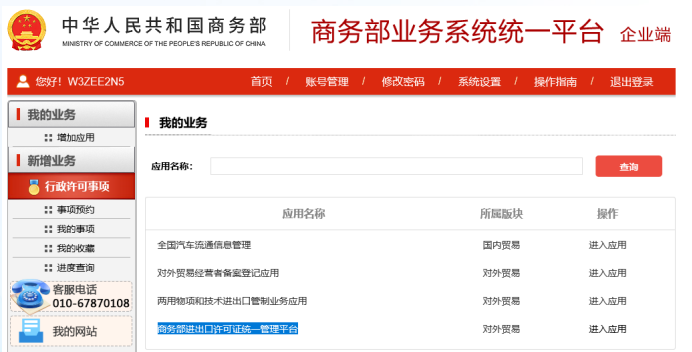 中华人民共和国商务部
MINISTRY OF COMMERCE OF THE PEOPLE'S REPUBLIC OF CHINA
商务部业务系统统一平台 企业端
您好！W3ZEE2N5
首页 / 账号管理 / 修改密码 / 系统设置 / 操作指南 / 退出登录
我的业务
增加应用
新增业务
行政许可事项
事项预约
我的事项
我的收藏
进度查询
客服电话
010-67870108
我的网站
我的业务
应用名称：
查询
应用名称 所属版块 操作
全国汽车流通信息管理 国内贸易 进入应用
对外贸易经营者备案登记应用 对外贸易 进入应用
两用物项和技术进出口管制业务应用 对外贸易 进入应用
商务部进出口许可证统一管理平台 对外贸易 进入应用